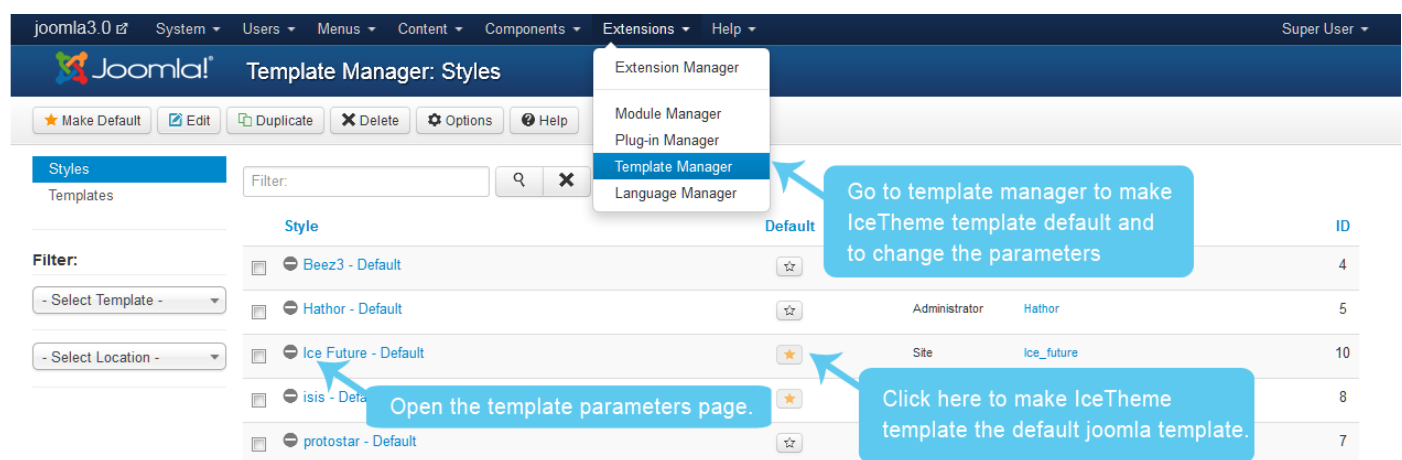 joomla3.0 System Users Menus Content Components Extensions Help Super User
Joomla!® Template Manager: Styles
Extension Manager
Module Manager
Plug-in Manager
Template Manager
Language Manager
Make Default Edit Duplicate Delete Options Help
Styles
Templates
Filter:
Go to template manager to make
IceTheme template default and
to change the parameters
Style Default ID
Filter:
- Select Template -
- Select Location -
Beez3 - Default 4
Hathor - Default Administrator Hathor 5
Ice Future - Default Site Ice_future 10
isis - Defa 8
protostar - Default 7
Open the template parameters page.
Click here to make IceTheme
template the default joomla template.